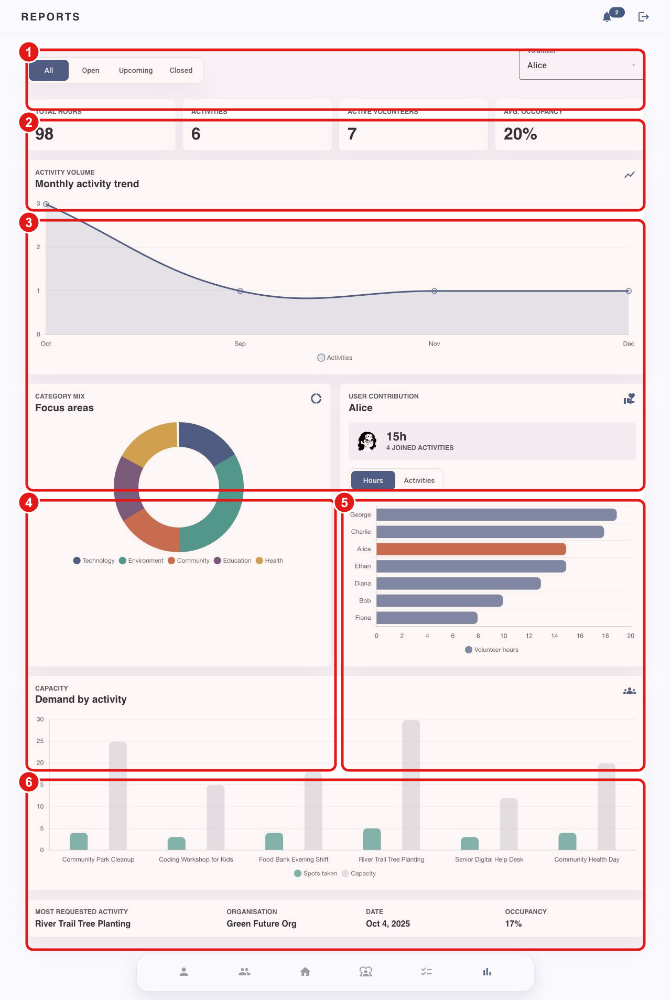 REPORTS
2
1
Volunteer
All
Open
Upcoming
Closed
Alice
TOTAL HOURS
ACTIVITIES
ACTIVE VOLUNTEERS
AVG. OCCUPANCY
2
98
6
7
20%
ACTIVITY VOLUME
Monthly activity trend
3
3
2
1
0
Oct
Sep
Nov
Dec
Activities
CATEGORY MIX
Focus areas
Technology
Environment
Community
Education
Health
USER CONTRIBUTION
Alice
15h
4 JOINED ACTIVITIES
Hours
Activities
4
5
George
Charlie
Alice
Ethan
Diana
Bob
Fiona
0 2 4 6 8 10 12 14 16 18 20
Volunteer hours
CAPACITY
Demand by activity
30
25
20
6
5
10
5
0
Community Park Cleanup
Coding Workshop for Kids
Food Bank Evening Shift
River Trail Tree Planting
Senior Digital Help Desk
Community Health Day
Spots taken
Capacity
MOST REQUESTED ACTIVITY
River Trail Tree Planting
ORGANISATION
Green Future Org
DATE
Oct 4, 2025
OCCUPANCY
17%